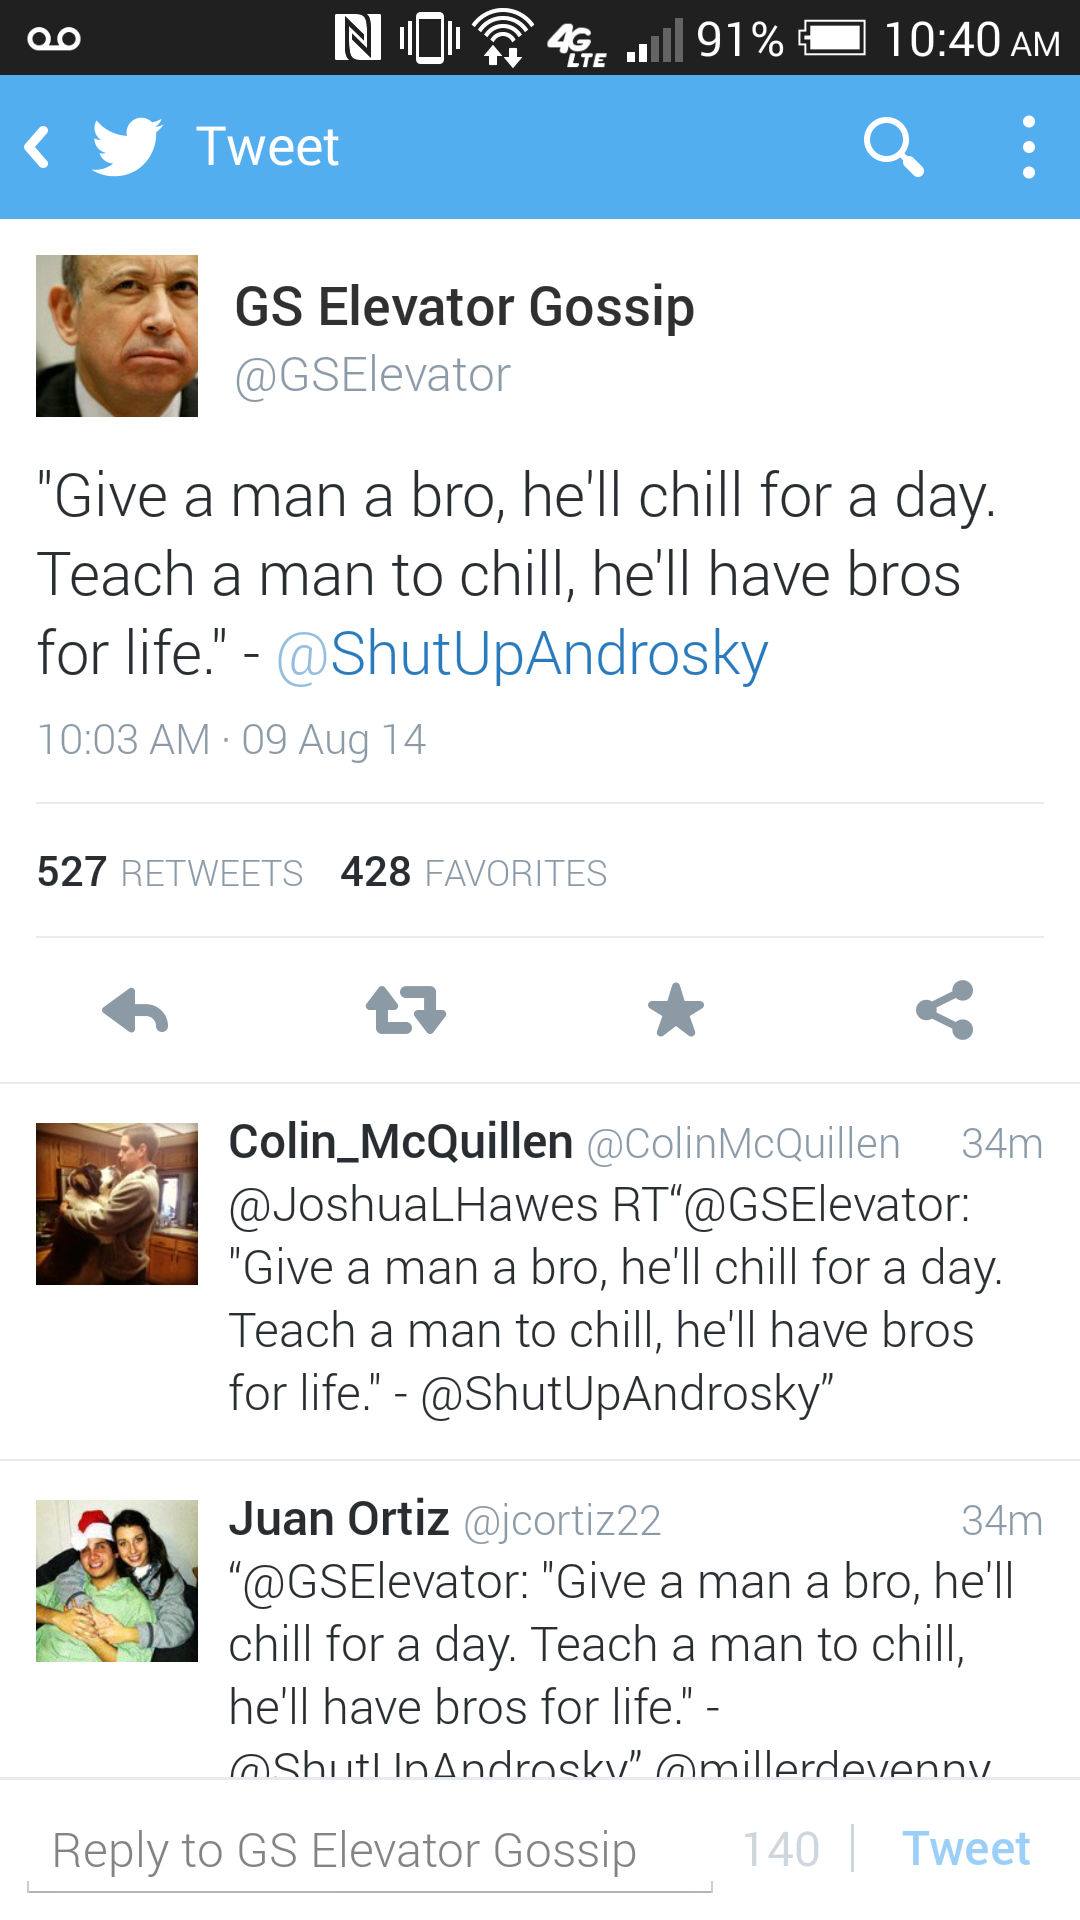 91% 10:40 AM
Tweet
GS Elevator Gossip
@GSElevator
"Give a man a bro, he'll chill for a day.
Teach a man to chill, he'll have bros
for life." - @ShutUpAndrosky
10:03 AM · 09 Aug 14
527 RETWEETS 428 FAVORITES
Colin_McQuillen @ColinMcQuillen 34m
@JoshuaLHawes RT“@GSElevator:
"Give a man a bro, he'll chill for a day.
Teach a man to chill, he'll have bros
for life." - @ShutUpAndrosky”
Juan Ortiz @jcortiz22 34m
“@GSElevator: "Give a man a bro, he'll
chill for a day. Teach a man to chill,
he'll have bros for life." -
@ShutUpAndrosky” @millerdevenny
Reply to GS Elevator Gossip 140 Tweet